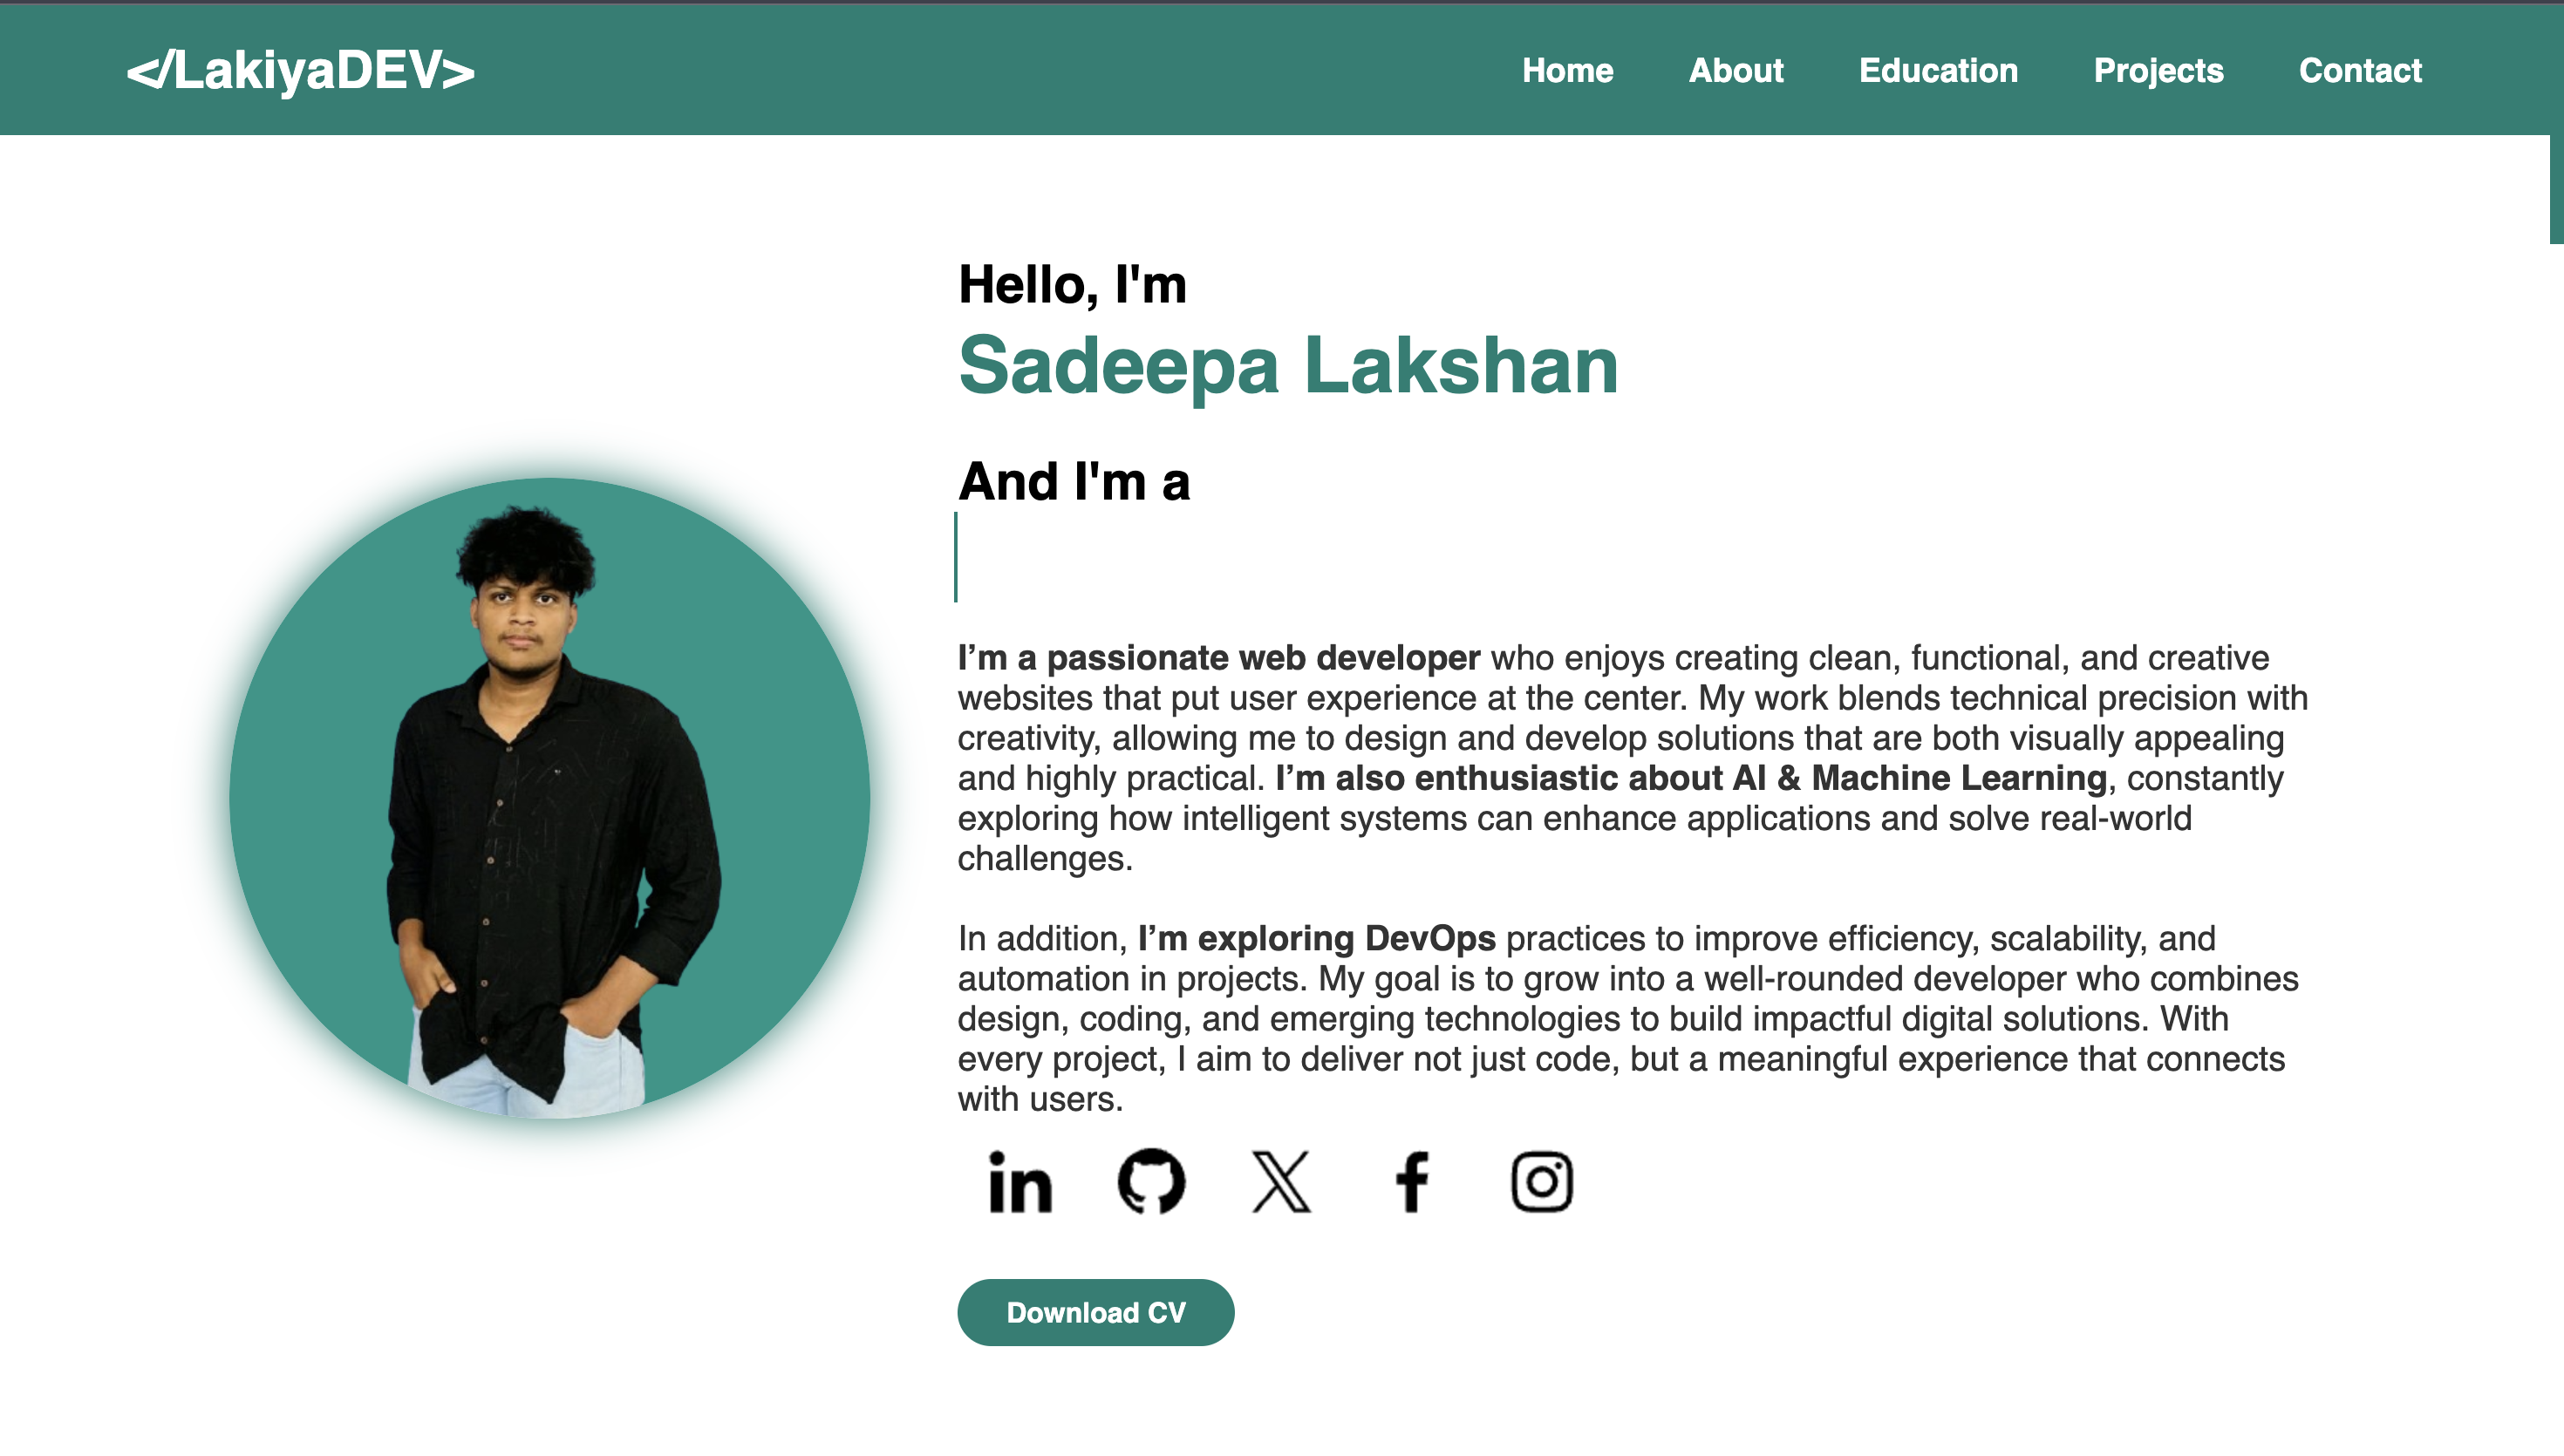 </LakiyaDEV>
Home About Education Projects Contact
Hello, I'm
Sadeepa Lakshan
And I'm a
I’m a passionate web developer who enjoys creating clean, functional, and creative
websites that put user experience at the center. My work blends technical precision with
creativity, allowing me to design and develop solutions that are both visually appealing
and highly practical. I’m also enthusiastic about AI & Machine Learning, constantly
exploring how intelligent systems can enhance applications and solve real-world
challenges.
In addition, I’m exploring DevOps practices to improve efficiency, scalability, and
automation in projects. My goal is to grow into a well-rounded developer who combines
design, coding, and emerging technologies to build impactful digital solutions. With
every project, I aim to deliver not just code, but a meaningful experience that connects
with users.
Download CV